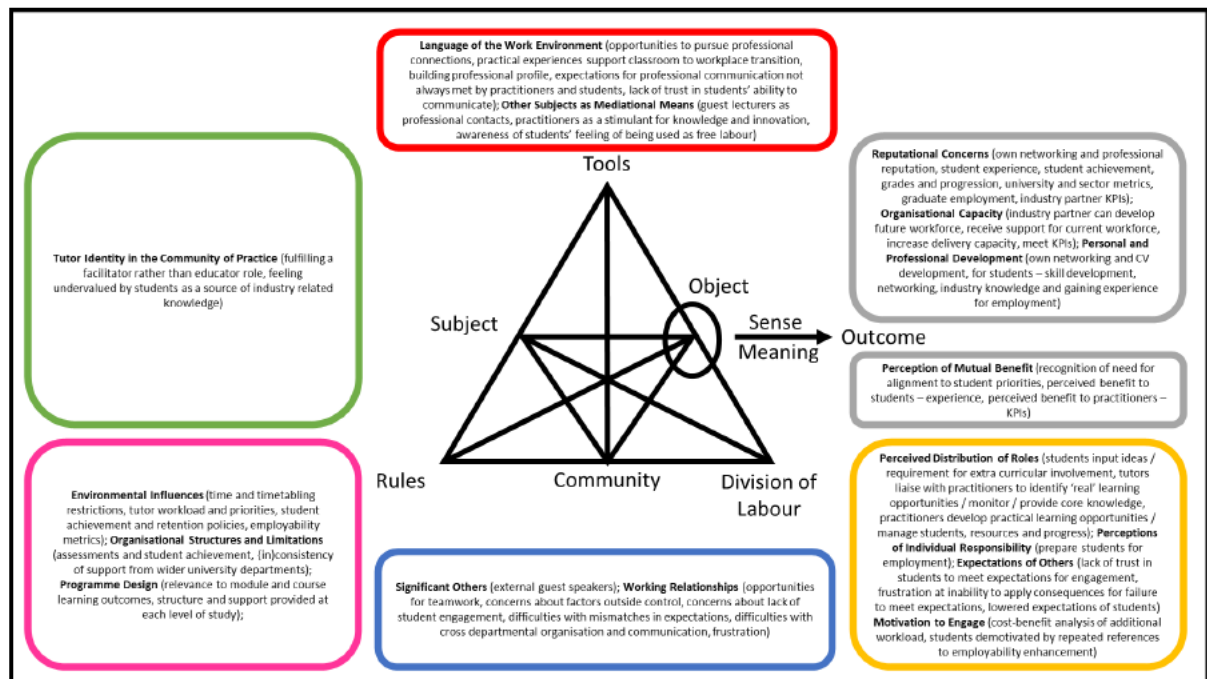 Language of the Work Environment (opportunities to pursue professional
connections, practical experiences support classroom to workplace transition,
building professional profile, expectations for professional communication not
always met by practitioners and students, lack of trust in students' ability to
communicate); Other Subjects as Mediational Means (guest lecturers as
professional contacts, practitioners as a stimulant for knowledge and innovation,
awareness of students' feeling of being used as free labour)
Tools
Reputational Concerns (own networking and professional
reputation, student experience, student achievement,
grades and progression, university and sector metrics,
graduate employment, industry partner KPIs);
Organisational Capacity (industry partner can develop
future workforce, receive support for current workforce,
increase delivery capacity, meet KPIs); Personal and
Professional Development (own networking and CV
development, for students – skill development,
networking, industry knowledge and gaining experience
for employment)
Tutor Identity in the Community of Practice (fulfilling a
facilitator rather than educator role, feeling
undervalued by students as a source of industry related
knowledge)
Object
Subject
Sense
Meaning
Outcome
Perception of Mutual Benefit (recognition of need for
alignment to student priorities, perceived benefit to
students – experience, perceived benefit to practitioners –
KPIs)
Rules
Community
Division of
Labour
Environmental Influences (time and timetabling
restrictions, tutor workload and priorities, student
achievement and retention policies, employability
metrics); Organisational Structures and Limitations
(assessments and student achievement, (in)consistency
of support from wider university departments);
Programme Design (relevance to module and course
learning outcomes, structure and support provided at
each level of study);
Significant Others (external guest speakers); Working Relationships (opportunities
for teamwork, concerns about factors outside control, concerns about lack of
student engagement, difficulties with mismatches in expectations, difficulties with
cross departmental organisation and communication, frustration)
Perceived Distribution of Roles (students input ideas /
requirement for extra curricular involvement, tutors
liaise with practitioners to identify 'real' learning
opportunities / monitor / provide core knowledge,
practitioners develop practical learning opportunities /
manage students, resources and progress); Perceptions
of Individual Responsibility (prepare students for
employment); Expectations of Others (lack of trust in
students to meet expectations for engagement,
frustration at inability to apply consequences for failure
to meet expectations, lowered expectations of students)
Motivation to Engage (cost-benefit analysis of additional
workload, students demotivated by repeated references
to employability enhancement)